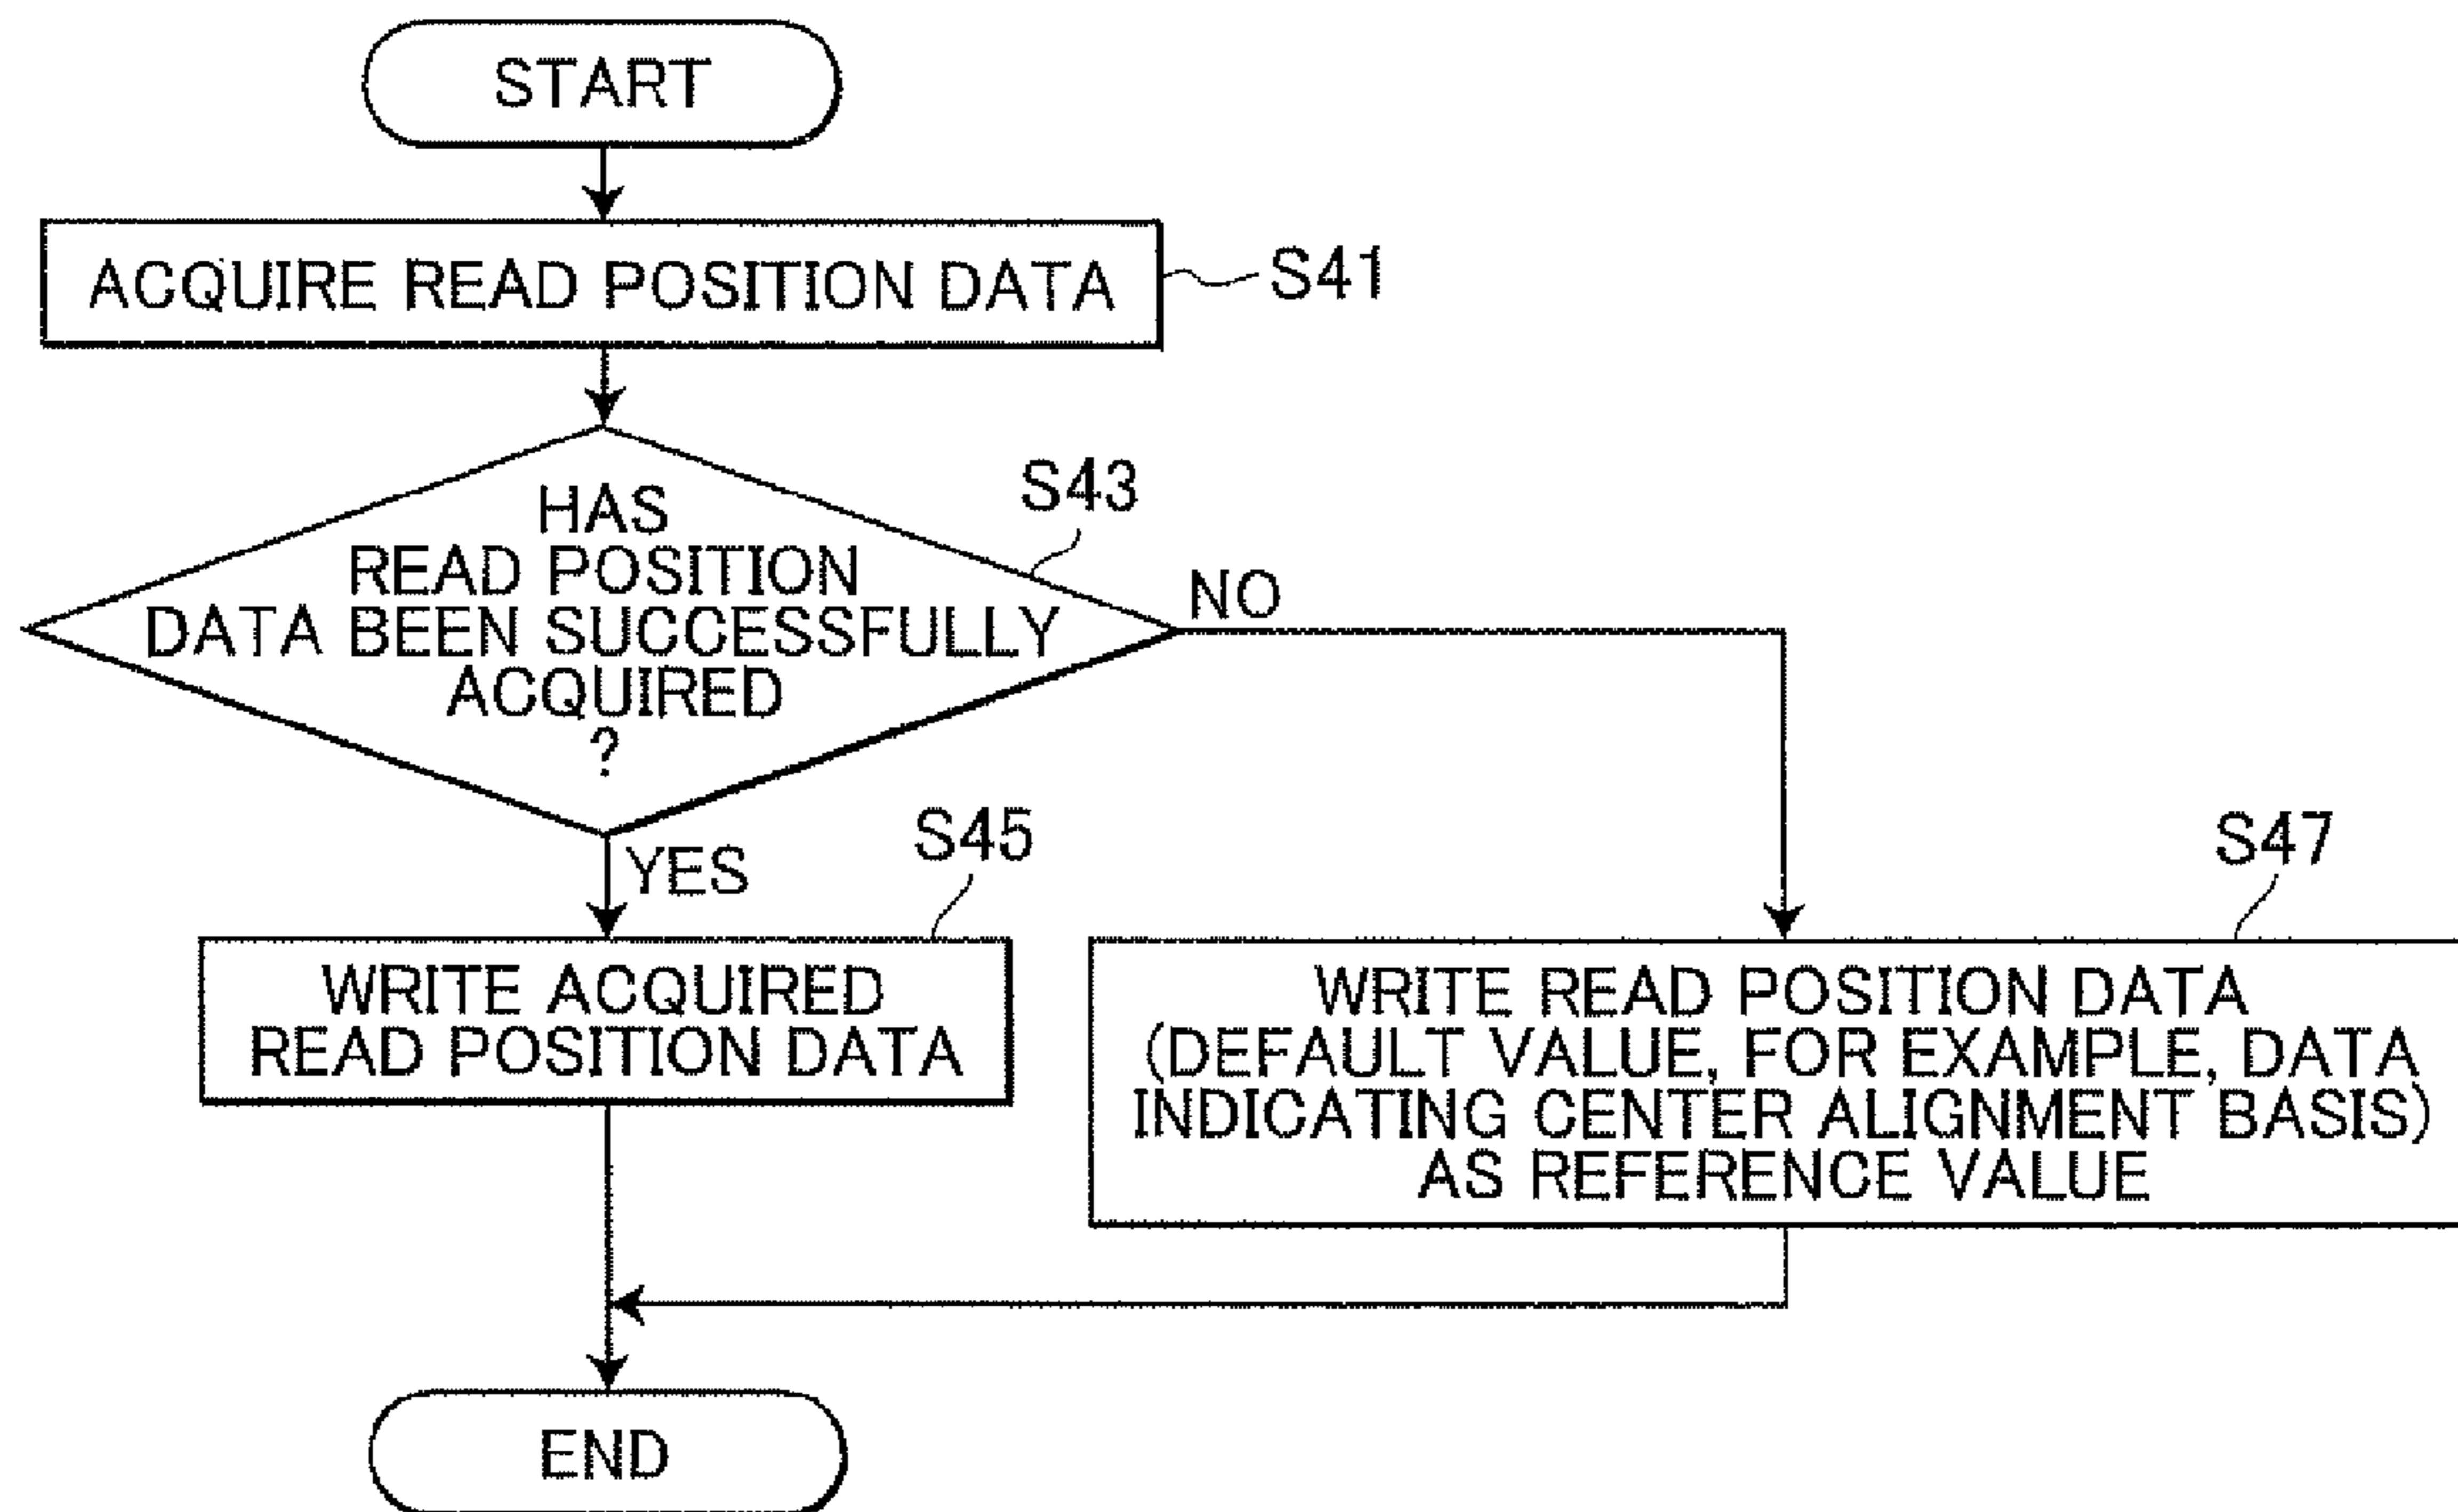 START
ACQUIRE READ POSITION DATA
S41
HAS
READ POSITION
DATA BEEN SUCCESSFULLY
ACQUIRED
?
S43
NO
YES
S45
WRITE ACQUIRED
READ POSITION DATA
S47
WRITE READ POSITION DATA
(DEFAULT VALUE, FOR EXAMPLE, DATA
INDICATING CENTER ALIGNMENT BASIS)
AS REFERENCE VALUE
END